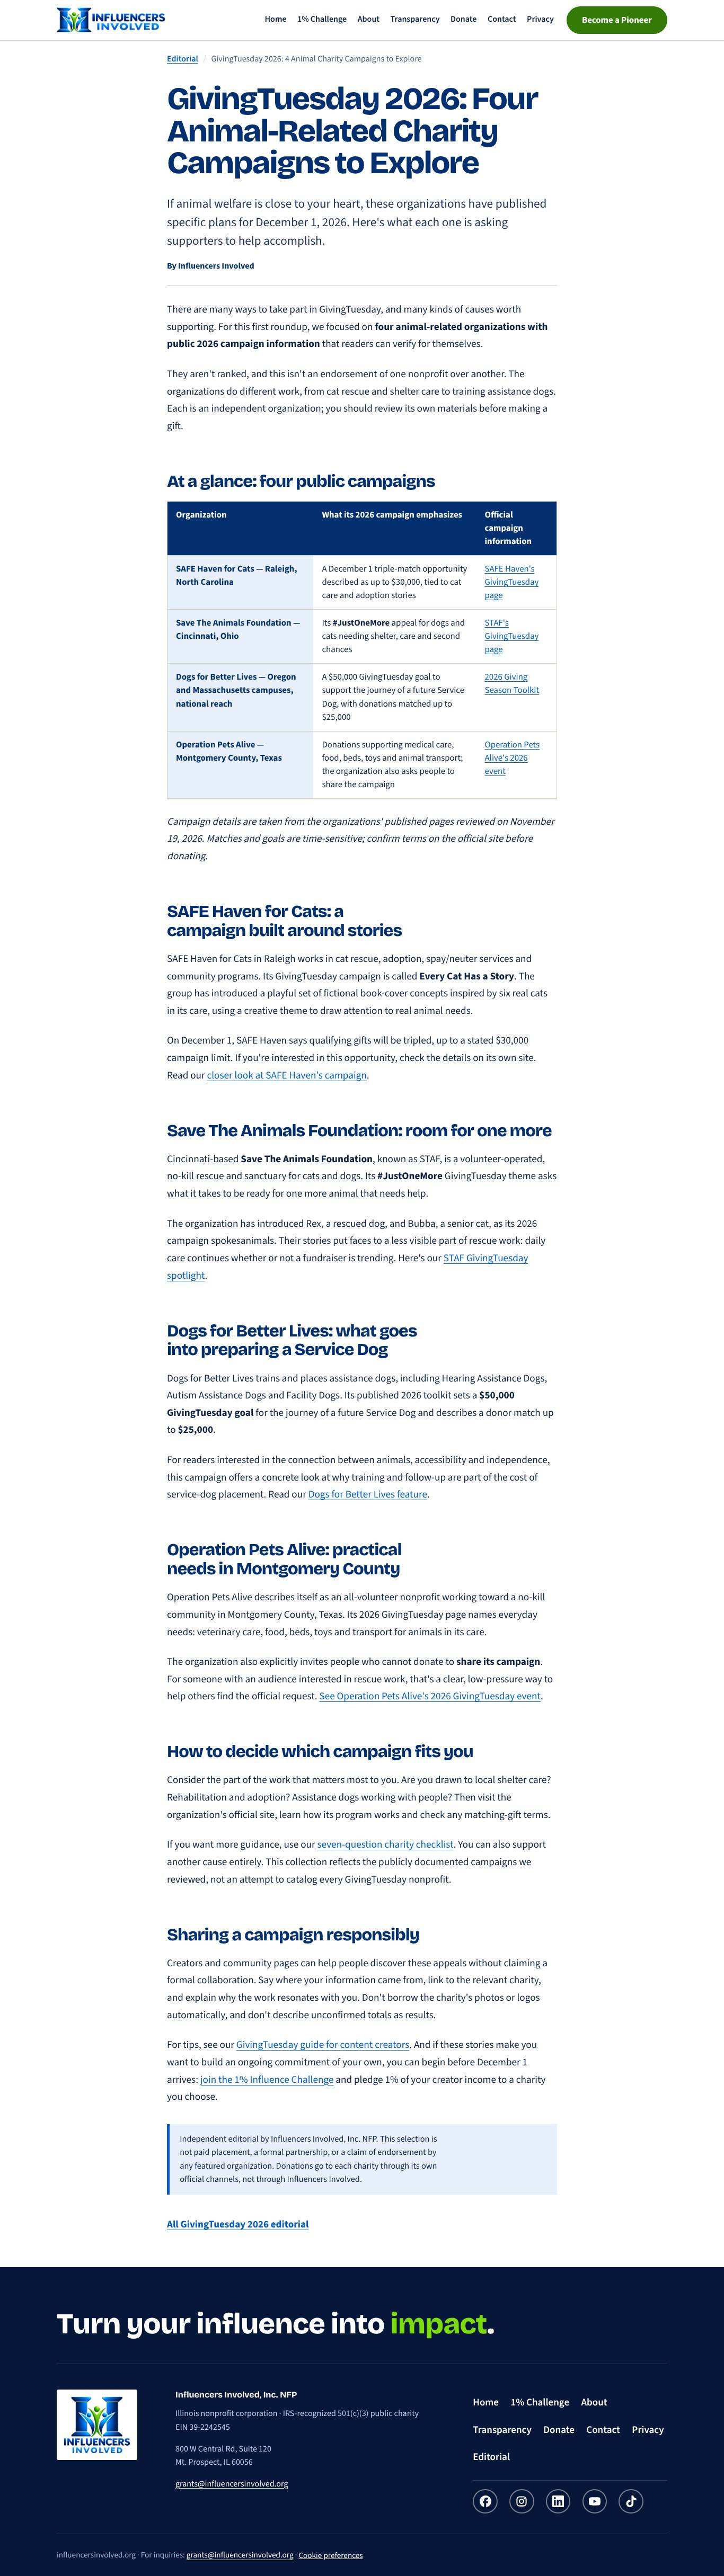 INFLUENCERS
INVOLVED
Home 1% Challenge About Transparency Donate Contact Privacy Become a Pioneer
Editorial / GivingTuesday 2026: 4 Animal Charity Campaigns to Explore
GivingTuesday 2026: Four
Animal-Related Charity
Campaigns to Explore
If animal welfare is close to your heart, these organizations have published
specific plans for December 1, 2026. Here's what each one is asking
supporters to help accomplish.
By Influencers Involved
There are many ways to take part in GivingTuesday, and many kinds of causes worth
supporting. For this first roundup, we focused on four animal-related organizations with
public 2026 campaign information that readers can verify for themselves.
They aren't ranked, and this isn't an endorsement of one nonprofit over another. The
organizations do different work, from cat rescue and shelter care to training assistance dogs.
Each is an independent organization; you should review its own materials before making a
gift.
At a glance: four public campaigns
Organization
What its 2026 campaign emphasizes
Official
campaign
information
SAFE Haven for Cats — Raleigh,
North Carolina
A December 1 triple-match opportunity
described as up to $30,000, tied to cat
care and adoption stories
SAFE Haven's
GivingTuesday
page
Save The Animals Foundation —
Cincinnati, Ohio
Its #JustOneMore appeal for dogs and
cats needing shelter, care and second
chances
STAF's
GivingTuesday
page
Dogs for Better Lives — Oregon
and Massachusetts campuses,
national reach
A $50,000 GivingTuesday goal to
support the journey of a future Service
Dog, with donations matched up to
$25,000
2026 Giving
Season Toolkit
Operation Pets Alive —
Montgomery County, Texas
Donations supporting medical care,
food, beds, toys and animal transport;
the organization also asks people to
share the campaign
Operation Pets
Alive's 2026
event
Campaign details are taken from the organizations' published pages reviewed on November
19, 2026. Matches and goals are time-sensitive; confirm terms on the official site before
donating.
SAFE Haven for Cats: a
campaign built around stories
SAFE Haven for Cats in Raleigh works in cat rescue, adoption, spay/neuter services and
community programs. Its GivingTuesday campaign is called Every Cat Has a Story. The
group has introduced a playful set of fictional book-cover concepts inspired by six real cats
in its care, using a creative theme to draw attention to real animal needs.
On December 1, SAFE Haven says qualifying gifts will be tripled, up to a stated $30,000
campaign limit. If you're interested in this opportunity, check the details on its own site.
Read our closer look at SAFE Haven's campaign.
Save The Animals Foundation: room for one more
Cincinnati-based Save The Animals Foundation, known as STAF, is a volunteer-operated,
no-kill rescue and sanctuary for cats and dogs. Its #JustOneMore GivingTuesday theme asks
what it takes to be ready for one more animal that needs help.
The organization has introduced Rex, a rescued dog, and Bubba, a senior cat, as its 2026
campaign spokesanimals. Their stories put faces to a less visible part of rescue work: daily
care continues whether or not a fundraiser is trending. Here's our STAF GivingTuesday
spotlight.
Dogs for Better Lives: what goes
into preparing a Service Dog
Dogs for Better Lives trains and places assistance dogs, including Hearing Assistance Dogs,
Autism Assistance Dogs and Facility Dogs. Its published 2026 toolkit sets a $50,000
GivingTuesday goal for the journey of a future Service Dog and describes a donor match up
to $25,000.
For readers interested in the connection between animals, accessibility and independence,
this campaign offers a concrete look at why training and follow-up are part of the cost of
service-dog placement. Read our Dogs for Better Lives feature.
Operation Pets Alive: practical
needs in Montgomery County
Operation Pets Alive describes itself as an all-volunteer nonprofit working toward a no-kill
community in Montgomery County, Texas. Its 2026 GivingTuesday page names everyday
needs: veterinary care, food, beds, toys and transport for animals in its care.
The organization also explicitly invites people who cannot donate to share its campaign.
For someone with an audience interested in rescue work, that's a clear, low-pressure way to
help others find the official request. See Operation Pets Alive's 2026 GivingTuesday event.
How to decide which campaign fits you
Consider the part of the work that matters most to you. Are you drawn to local shelter care?
Rehabilitation and adoption? Assistance dogs working with people? Then visit the
organization's official site, learn how its program works and check any matching-gift terms.
If you want more guidance, use our seven-question charity checklist. You can also support
another cause entirely. This collection reflects the publicly documented campaigns we
reviewed, not an attempt to catalog every GivingTuesday nonprofit.
Sharing a campaign responsibly
Creators and community pages can help people discover these appeals without claiming a
formal collaboration. Say where your information came from, link to the relevant charity,
and explain why the work resonates with you. Don't borrow the charity's photos or logos
automatically, and don't describe unconfirmed totals as results.
For tips, see our GivingTuesday guide for content creators. And if these stories make you
want to build an ongoing commitment of your own, you can begin before December 1
arrives: join the 1% Influence Challenge and pledge 1% of your creator income to a charity
you choose.
Independent editorial by Influencers Involved, Inc. NFP. This selection is
not paid placement, a formal partnership, or a claim of endorsement by
any featured organization. Donations go to each charity through its own
official channels, not through Influencers Involved.
All GivingTuesday 2026 editorial
Turn your influence into impact.
INFLUENCERS
INVOLVED
Influencers Involved, Inc. NFP
Illinois nonprofit corporation · IRS-recognized 501(c)(3) public charity
EIN 39-2242545
800 W Central Rd, Suite 120
Mt. Prospect, IL 60056
grants@influencersinvolved.org
Home 1% Challenge About
Transparency Donate Contact Privacy
Editorial
influencersinvolved.org · For inquiries: grants@influencersinvolved.org · Cookie preferences